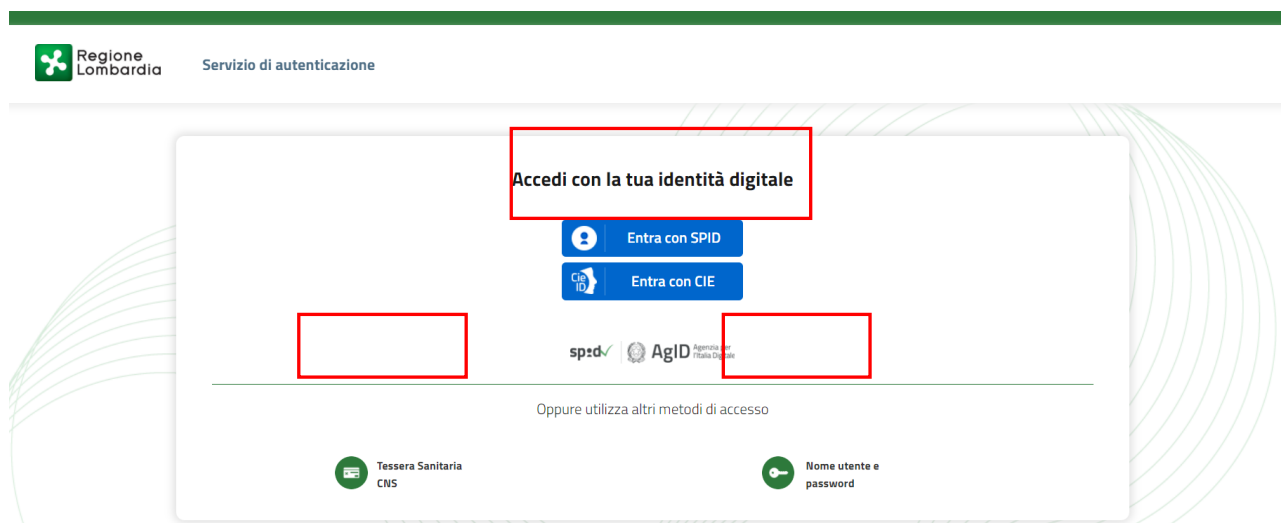 Regione
Lombardia
Servizio di autenticazione
Accedi con la tua identità digitale
Entra con SPID
Cie
ID
Entra con CIE
sp:d
AgID
Agenzia per
l'Italia Digitale
Oppure utilizza altri metodi di accesso
Tessera Sanitaria
CNS
Nome utente e
password